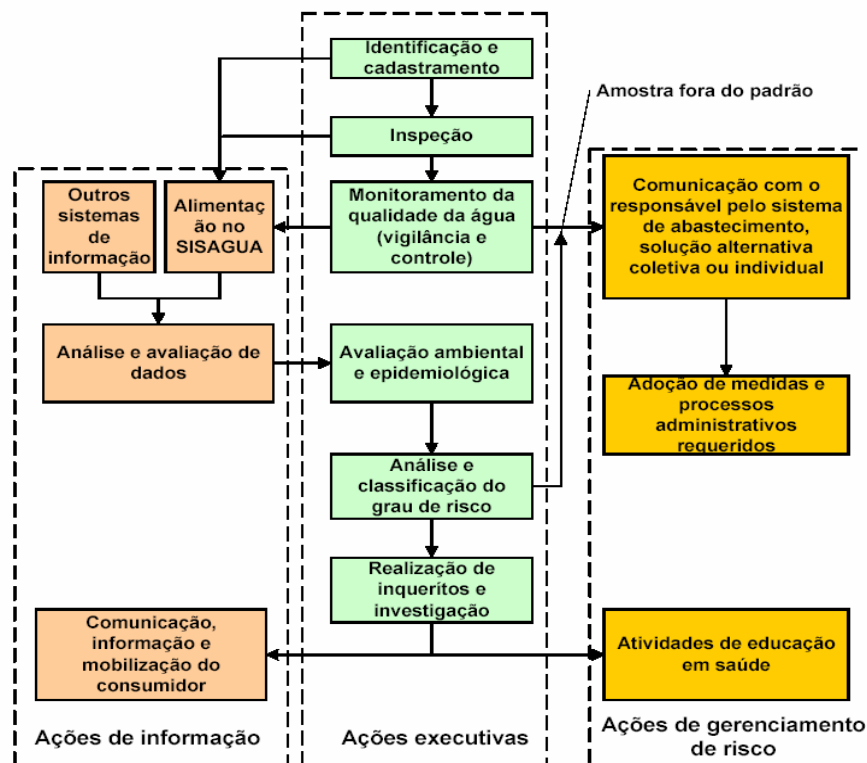 Identificação e
cadastramento
Amostra fora do padrão
Inspeção
Outros
sistemas
de
informação
Alimentaç
ão no
SISAGUA
Monitoramento da
qualidade da água
(vigilância e
controle)
Comunicação com o
responsável pelo sistema
de abastecimento,
solução alternativa
coletiva ou individual
Análise e avaliação de
dados
Avaliação ambiental
e epidemiológica
Adoção de medidas e
processos
administrativos
requeridos
Análise e
classificação do
grau de risco
Realização de
inquéritos e
investigação
Comunicação,
informação e
mobilização do
consumidor
Atividades de educação
em saúde
Ações de informação
Ações executivas
Ações de gerenciamento
de risco